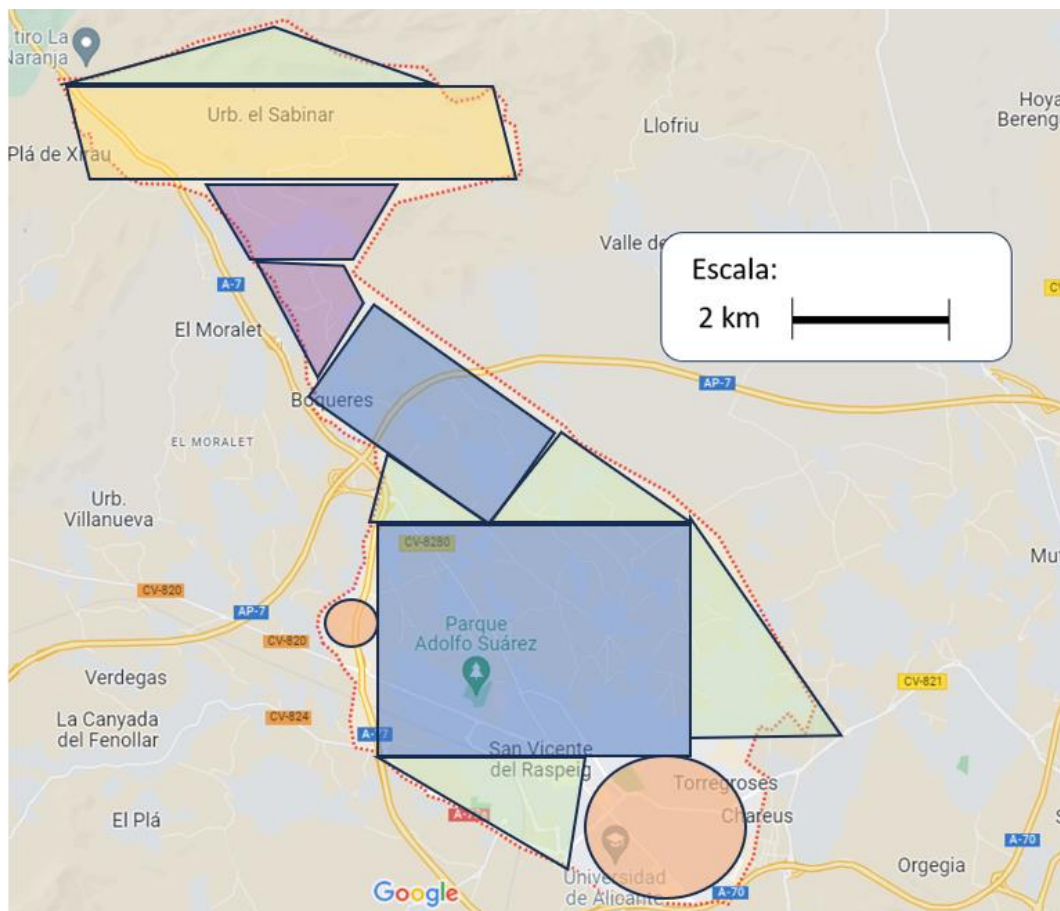 tiro La
Naranja
Urb. el Sabinar
Plá de Xirau
Llofriu
Hoya
Bereng
Valle de
Escala:
2 km
A-7
El Moralet
AP-7
Boqueres
EL MORALET
Urb.
Villanueva
CV-8280
CV-820
AP-7
CV-820
Parque
Adolfo Suárez
Verdegas
CV-821
La Canyada
del Fenollar
CV-824
San Vicente
del Raspeig
Torregroses
El Plá
Universidad
de Alicante
Orgegia
A-70
A-70
Google